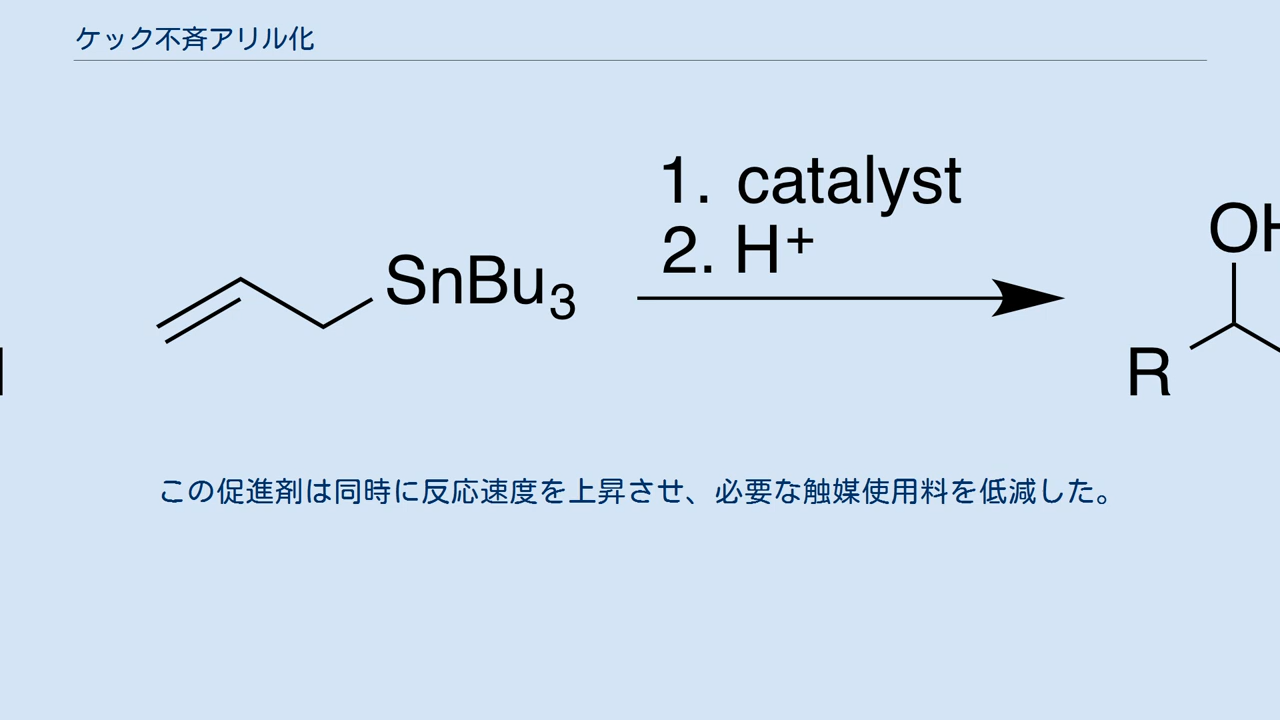 ケック不斉アリル化
1. catalyst
2. H⁺
SnBu₃
OH
R
この促進剤は同時に反応速度を上昇させ、必要な触媒使用料を低減した。